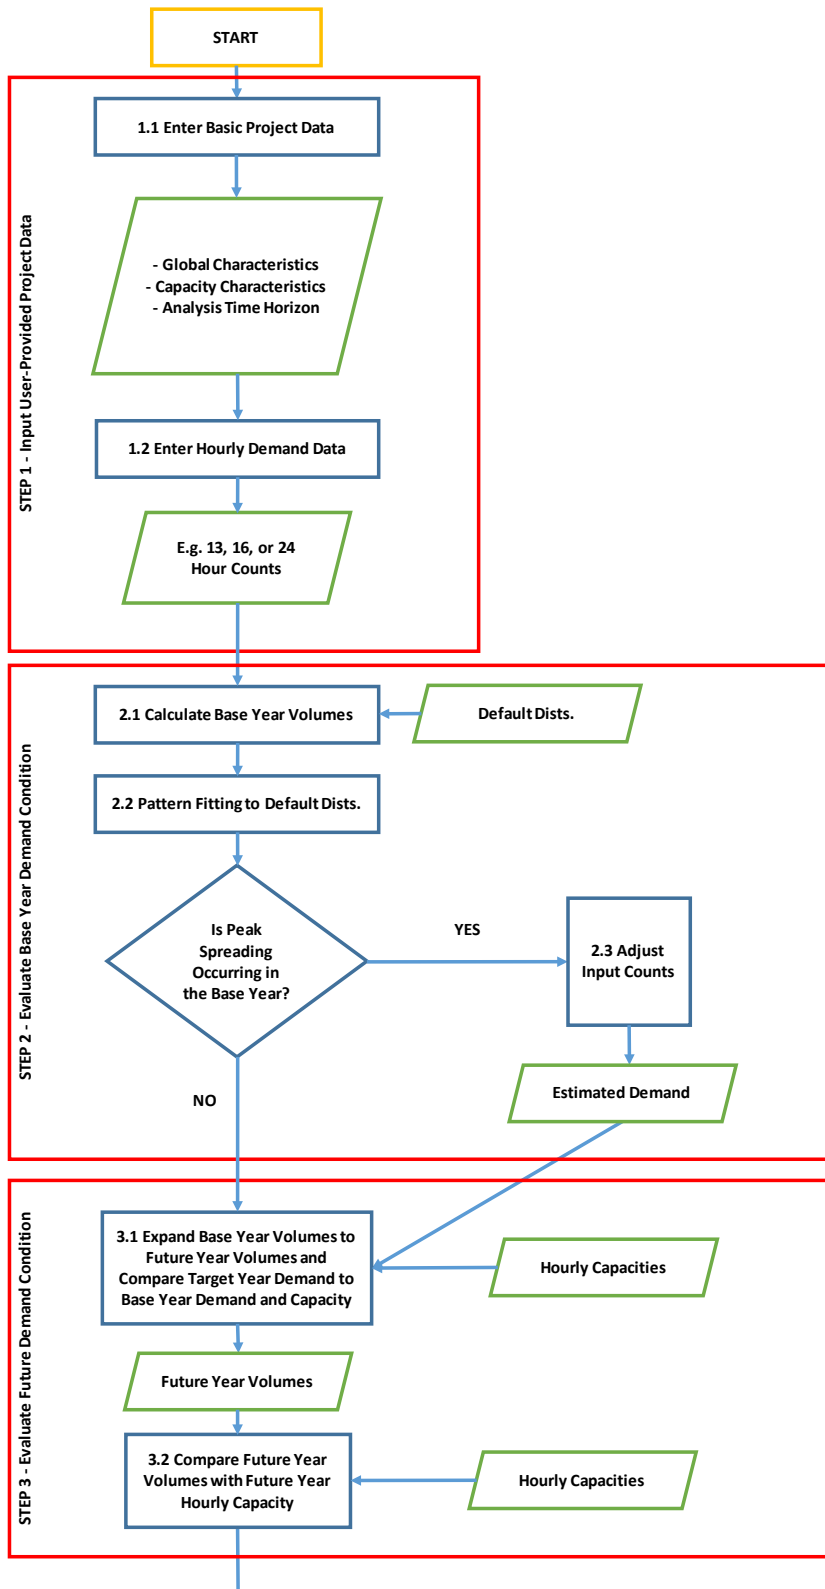 START
STEP 1 - Input User-Provided Project Data
1.1 Enter Basic Project Data
- Global Characteristics
- Capacity Characteristics
- Analysis Time Horizon
1.2 Enter Hourly Demand Data
E.g. 13, 16, or 24
Hour Counts
STEP 2 - Evaluate Base Year Demand Condition
2.1 Calculate Base Year Volumes
Default Dists.
2.2 Pattern Fitting to Default Dists.
Is Peak
Spreading
Occurring in
the Base Year?
YES
2.3 Adjust
Input Counts
NO
Estimated Demand
STEP 3 - Evaluate Future Demand Condition
3.1 Expand Base Year Volumes to
Future Year Volumes and
Compare Target Year Demand to
Base Year Demand and Capacity
Hourly Capacities
Future Year Volumes
3.2 Compare Future Year
Volumes with Future Year
Hourly Capacity
Hourly Capacities